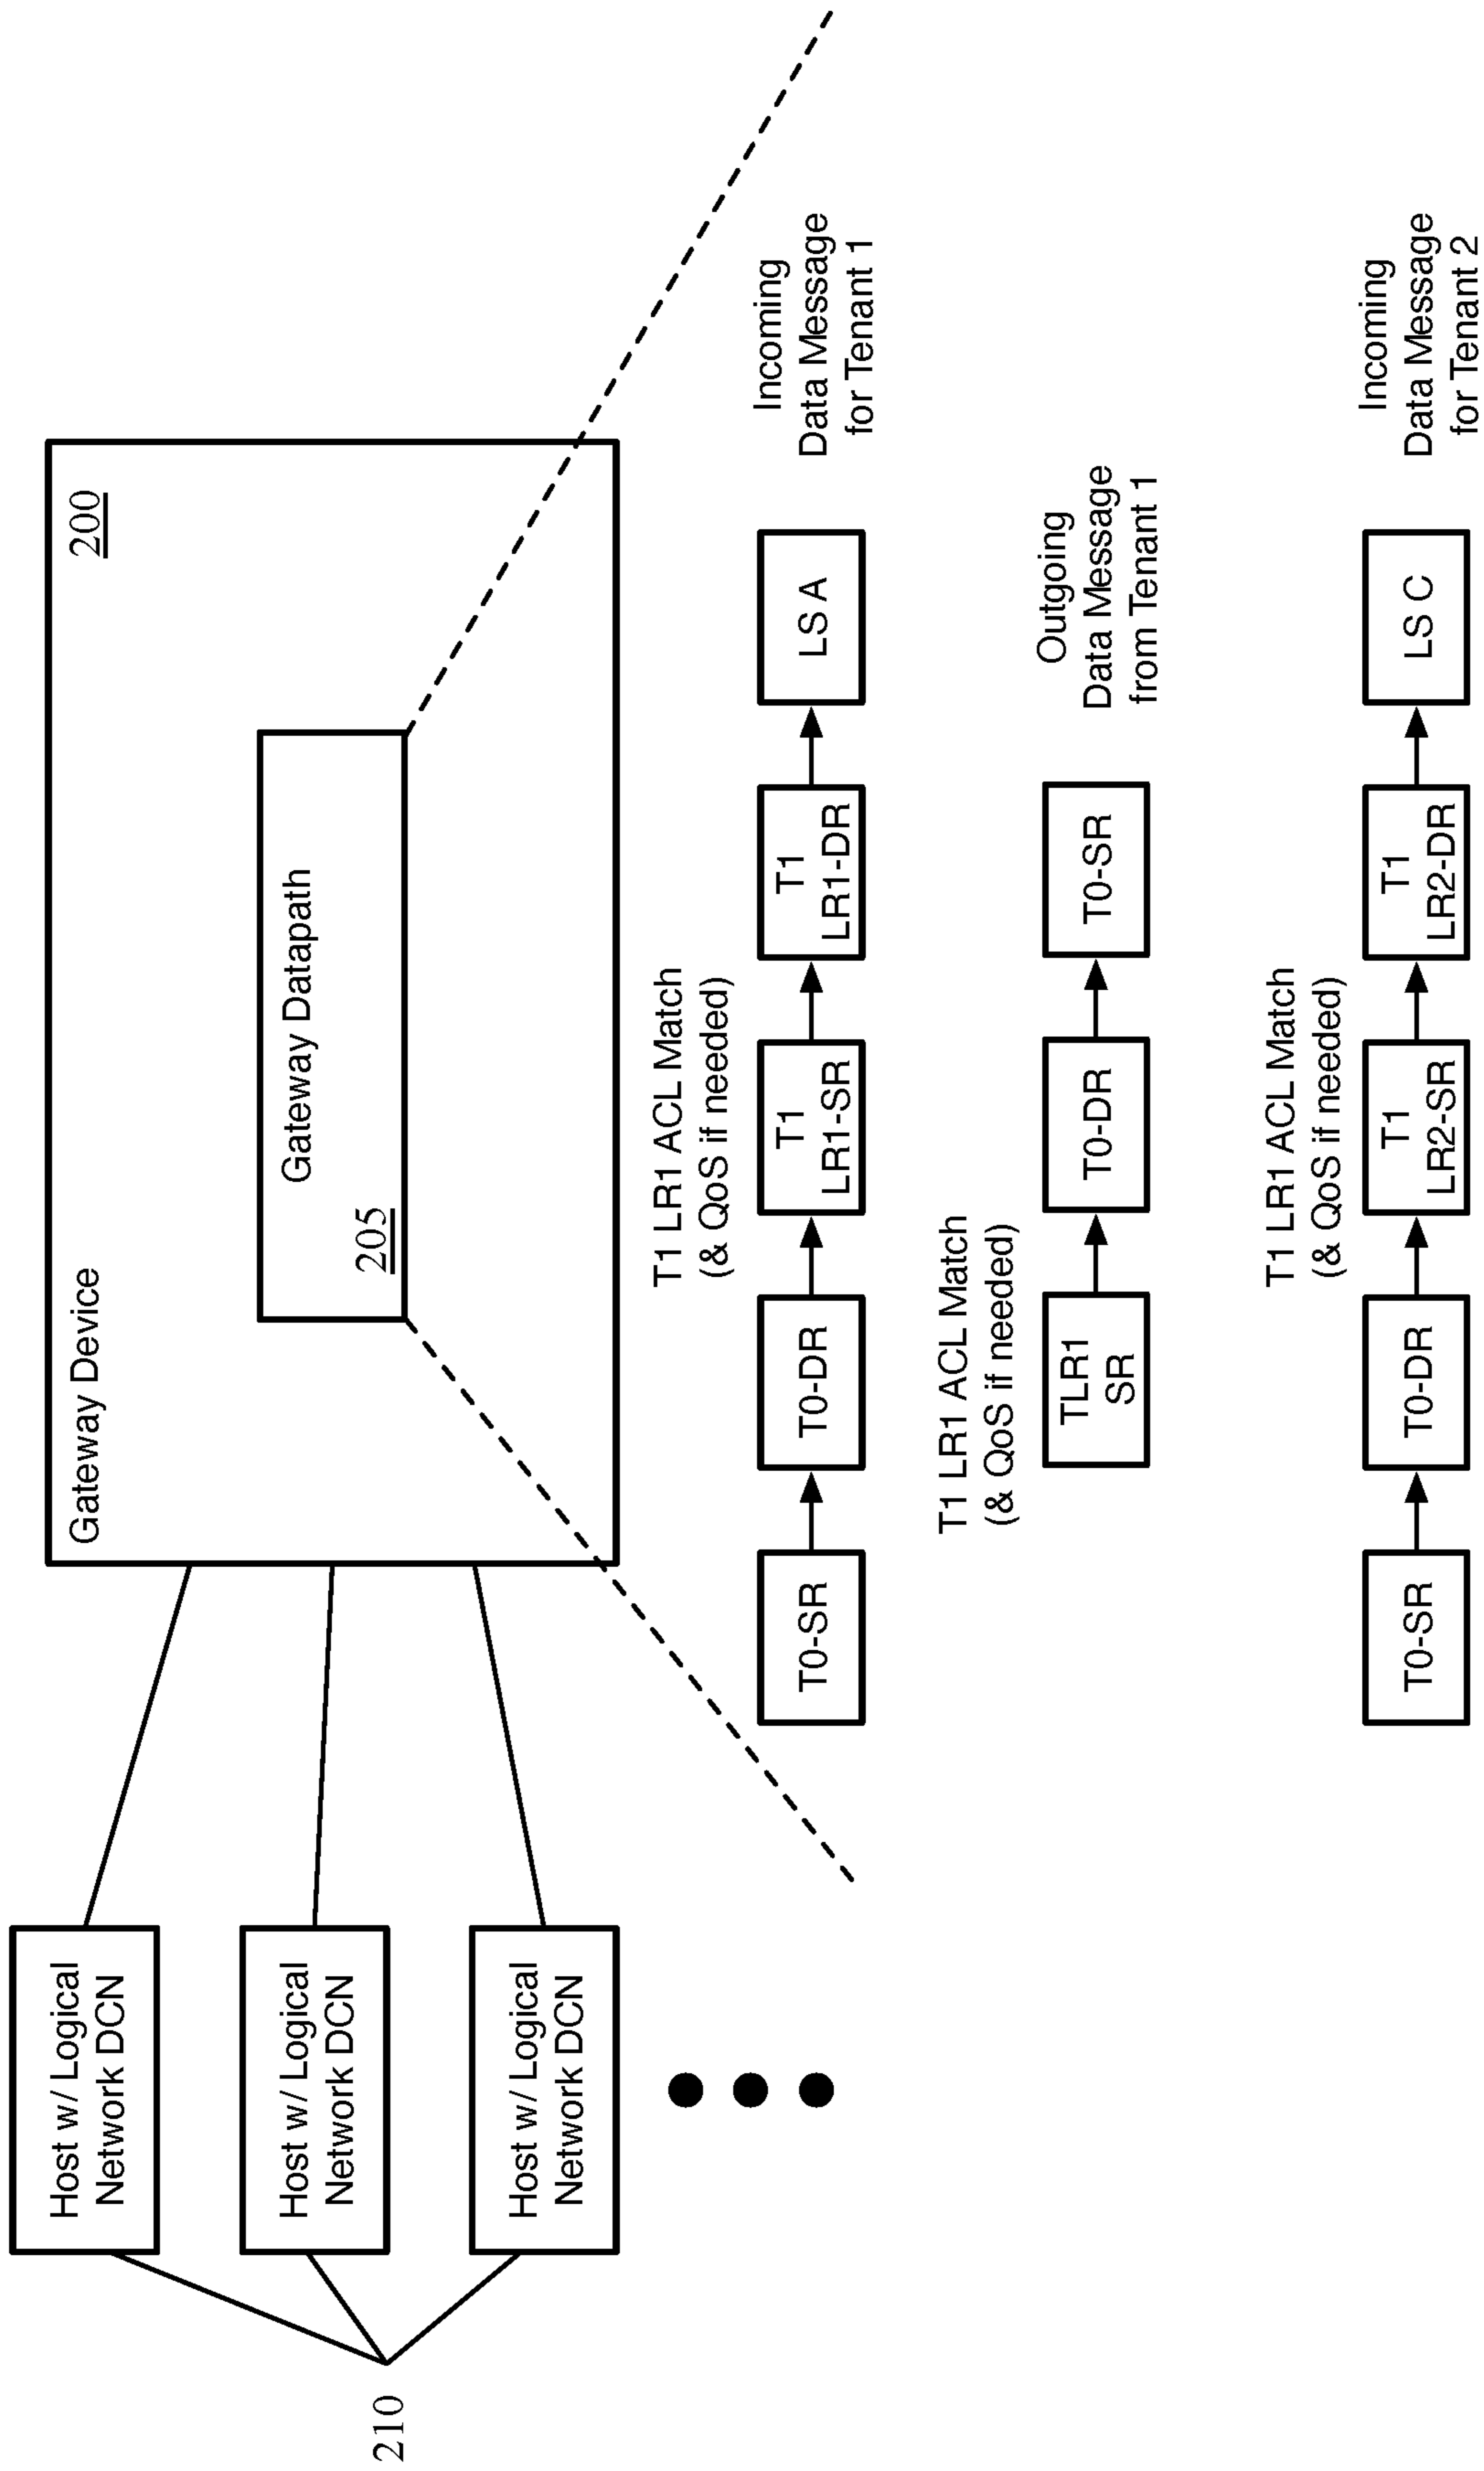 Host w/ Logical
Network DCN
Host w/ Logical
Network DCN
Host w/ Logical
Network DCN
210
Gateway Device
200
Gateway Datapath
205
T1 LR1 ACL Match
(& QoS if needed)
T0-SR
T0-DR
T1
LR1-SR
T1
LR1-DR
LS A
Incoming
Data Message
for Tenant 1
T1 LR1 ACL Match
(& QoS if needed)
TLR1
SR
T0-DR
T0-SR
Outgoing
Data Message
from Tenant 1
T1 LR1 ACL Match
(& QoS if needed)
T0-SR
T0-DR
T1
LR2-SR
T1
LR2-DR
LS C
Incoming
Data Message
for Tenant 2